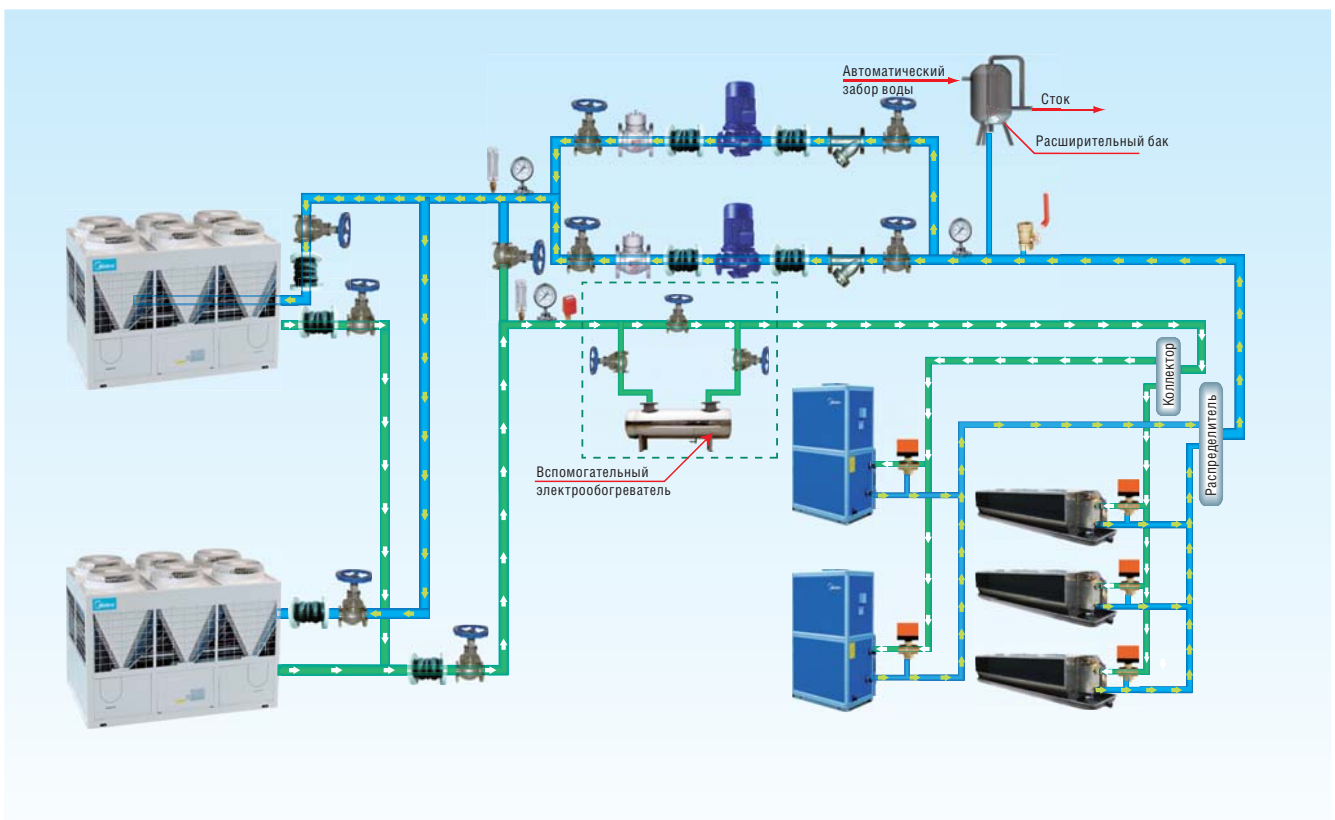 Автоматический
забор воды
Сток
Расширительный бак
Коллектор
Распределитель
Вспомогательный
электрообогреватель